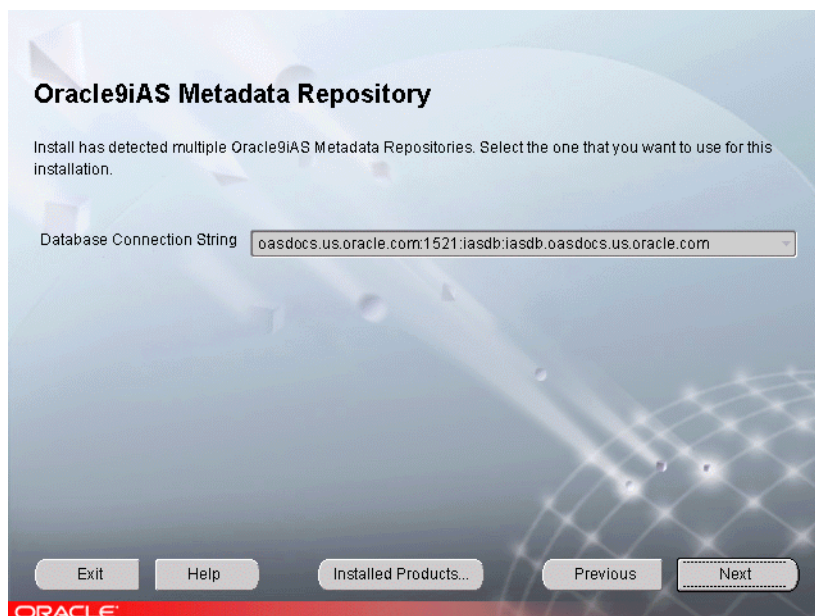 Oracle9iAS Metadata Repository
Install has detected multiple Oracle9iAS Metadata Repositories. Select the one that you want to use for this
installation.
Database Connection String oasdocs.us.oracle.com:1521:iasdb:iasdb.oasdocs.us.oracle.com
Exit Help Installed Products... Previous Next
ORACLE